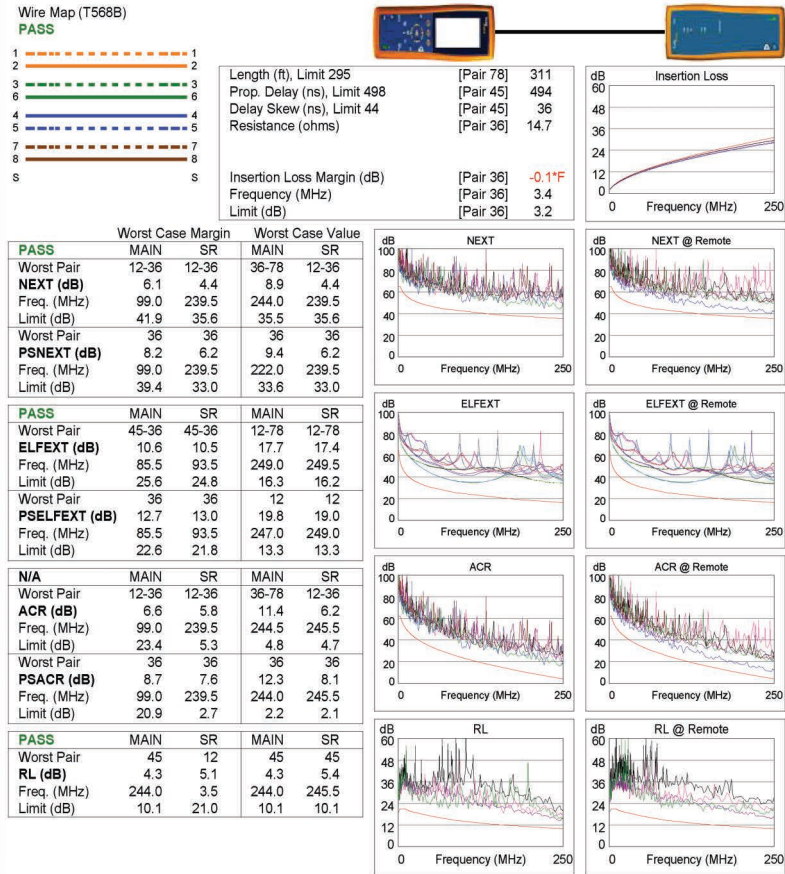 Wire Map (T568B)
PASS
1 1
2 2
3 3
6 6
4 4
5 5
7 7
8 8
S S
Length (ft), Limit 295 [Pair 78] 311
Prop. Delay (ns), Limit 498 [Pair 45] 494
Delay Skew (ns), Limit 44 [Pair 45] 36
Resistance (ohms) [Pair 36] 14.7
Insertion Loss Margin (dB) [Pair 36] -0.1*F
Frequency (MHz) [Pair 36] 3.4
Limit (dB) [Pair 36] 3.2
dB Insertion Loss
60
48
36
24
12
0
0 Frequency (MHz) 250
Worst Case Margin Worst Case Value
PASS MAIN SR MAIN SR
Worst Pair 12-36 12-36 36-78 12-36
NEXT (dB) 6.1 4.4 8.9 4.4
Freq. (MHz) 99.0 239.5 244.0 239.5
Limit (dB) 41.9 35.6 35.5 35.6
Worst Pair 36 36 36 36
PSNEXT (dB) 8.2 6.2 9.4 6.2
Freq. (MHz) 99.0 239.5 222.0 239.5
Limit (dB) 39.4 33.0 33.6 33.0
PASS MAIN SR MAIN SR
Worst Pair 45-36 45-36 12-78 12-78
ELFEXT (dB) 10.6 10.5 17.7 17.4
Freq. (MHz) 85.5 93.5 249.0 249.5
Limit (dB) 25.6 24.8 16.3 16.2
Worst Pair 36 36 12 12
PSELFEXT (dB) 12.7 13.0 19.8 19.0
Freq. (MHz) 85.5 93.5 247.0 249.0
Limit (dB) 22.6 21.8 13.3 13.3
N/A MAIN SR MAIN SR
Worst Pair 12-36 12-36 36-78 12-36
ACR (dB) 6.6 5.8 11.4 6.2
Freq. (MHz) 99.0 239.5 244.5 245.5
Limit (dB) 23.4 5.3 4.8 4.7
Worst Pair 36 36 36 36
PSACR (dB) 8.7 7.6 12.3 8.1
Freq. (MHz) 99.0 239.5 244.0 245.5
Limit (dB) 20.9 2.7 2.2 2.1
PASS MAIN SR MAIN SR
Worst Pair 45 12 45 45
RL (dB) 4.3 5.1 4.3 5.4
Freq. (MHz) 244.0 3.5 244.0 245.5
Limit (dB) 10.1 21.0 10.1 10.1
dB NEXT
100
80
60
40
20
0
0 Frequency (MHz) 250
dB NEXT @ Remote
100
80
60
40
20
0
0 Frequency (MHz) 250
dB ELFEXT
100
80
60
40
20
0
0 Frequency (MHz) 250
dB ELFEXT @ Remote
100
80
60
40
20
0
0 Frequency (MHz) 250
dB ACR
100
80
60
40
20
0
0 Frequency (MHz) 250
dB ACR @ Remote
100
80
60
40
20
0
0 Frequency (MHz) 250
dB RL
60
48
36
24
12
0
0 Frequency (MHz) 250
dB RL @ Remote
60
48
36
24
12
0
0 Frequency (MHz) 250